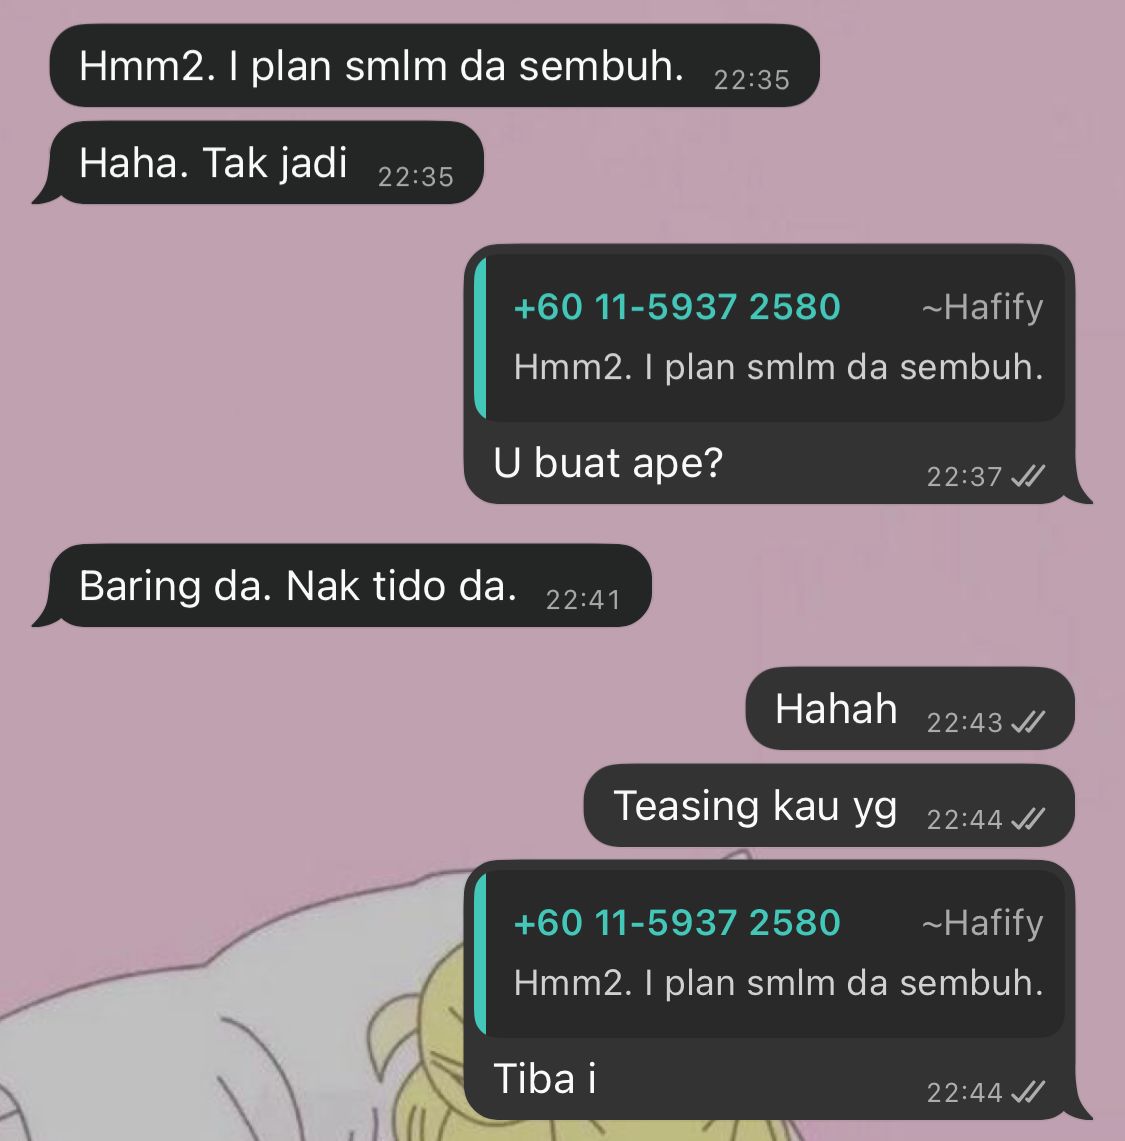 Hmm2. I plan smlm da sembuh. 22:35
Haha. Tak jadi 22:35
+60 11-5937 2580 ~Hafify
Hmm2. I plan smlm da sembuh.
U buat ape? 22:37
Baring da. Nak tido da. 22:41
Hahah 22:43
Teasing kau yg 22:44
+60 11-5937 2580 ~Hafify
Hmm2. I plan smlm da sembuh.
Tiba i 22:44